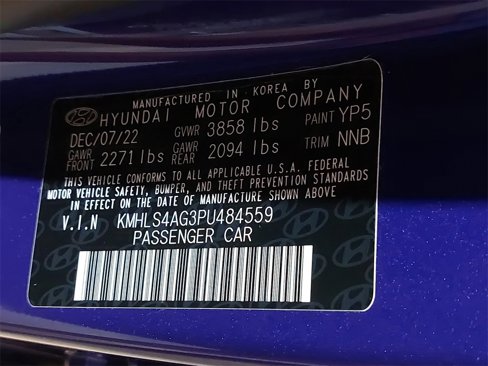 MANUFACTURED IN KOREA BY
HYUNDAI MOTOR COMPANY
DEC/07/22 GVWR 3858 lbs PAINT YP5
GAWR FRONT 2271 lbs GAWR REAR 2094 lbs TRIM NNB
THIS VEHICLE CONFORMS TO ALL APPLICABLE U.S.A. FEDERAL
MOTOR VEHICLE SAFETY, BUMPER, AND THEFT PREVENTION STANDARDS
IN EFFECT ON THE DATE OF MANUFACTURE SHOWN ABOVE
V.I.N KMHLS4AG3PU484559
PASSENGER CAR